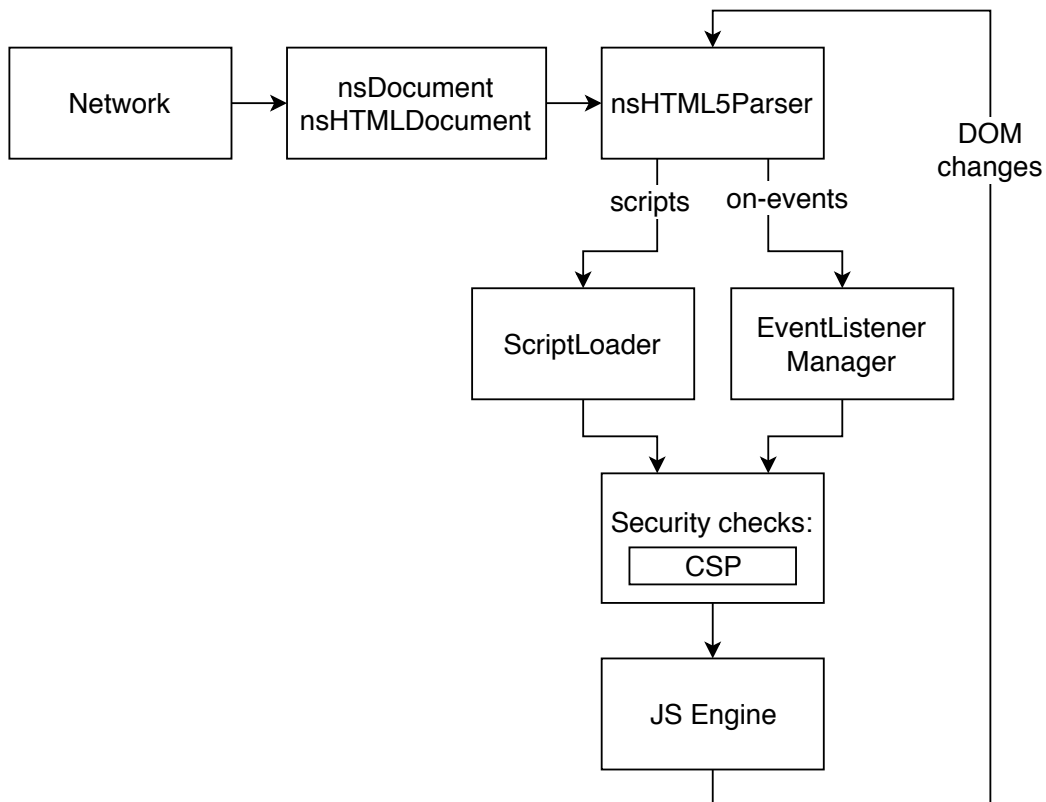 Network
nsDocument
nsHTMLDocument
nsHTML5Parser
DOM
changes
scripts
on-events
ScriptLoader
EventListener
Manager
Security checks:
CSP
JS Engine